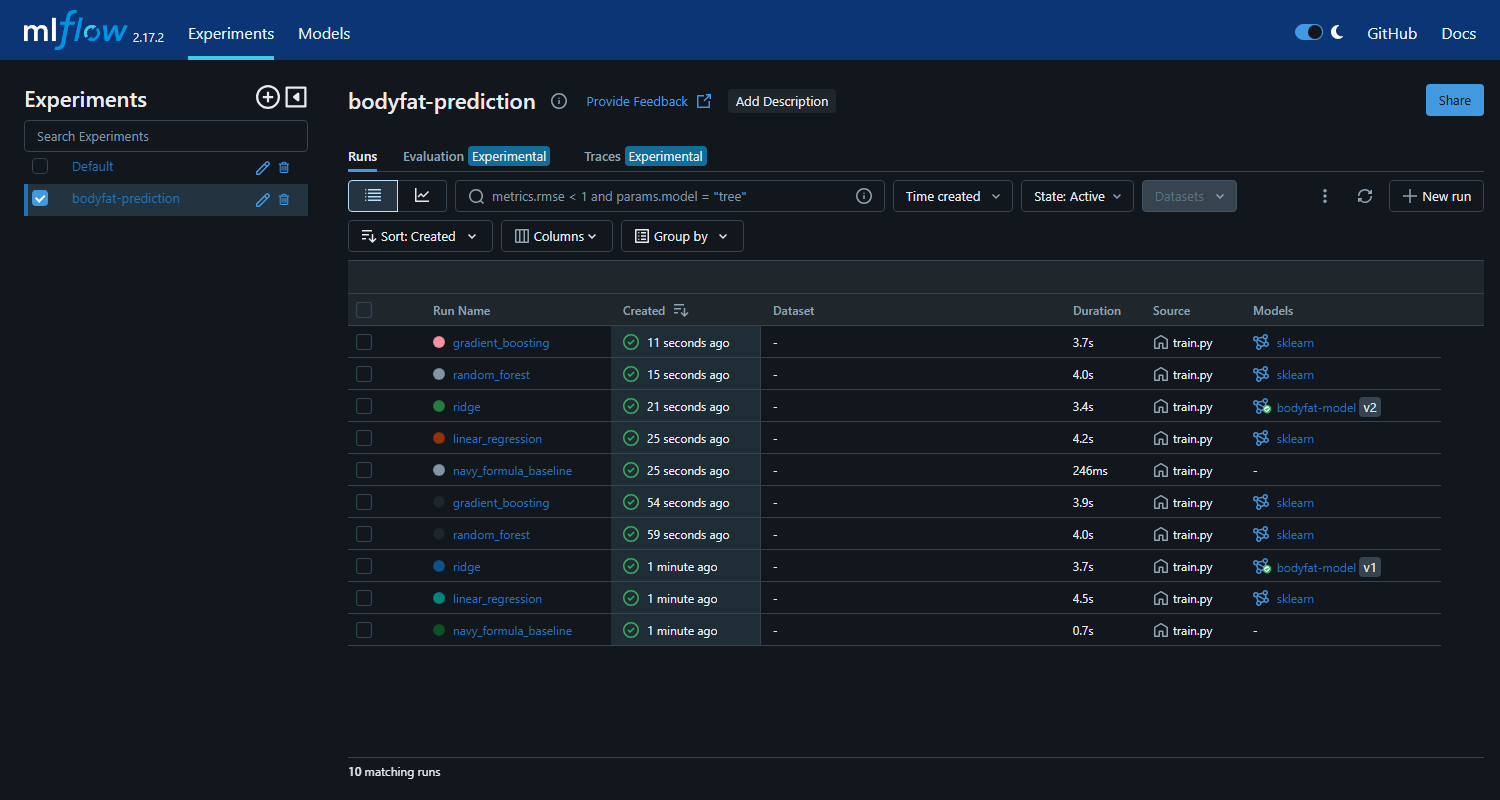 mlflow 2.17.2 Experiments Models GitHub Docs
Experiments
Search Experiments
Default
bodyfat-prediction
bodyfat-prediction Provide Feedback Add Description Share
Runs Evaluation Experimental Traces Experimental
metrics.rmse < 1 and params.model = "tree" Time created State: Active Datasets New run
Sort: Created Columns Group by
Run Name Created Dataset Duration Source Models
gradient_boosting 11 seconds ago - 3.7s train.py sklearn
random_forest 15 seconds ago - 4.0s train.py sklearn
ridge 21 seconds ago - 3.4s train.py bodyfat-model v2
linear_regression 25 seconds ago - 4.2s train.py sklearn
navy_formula_baseline 25 seconds ago - 246ms train.py -
gradient_boosting 54 seconds ago - 3.9s train.py sklearn
random_forest 59 seconds ago - 4.0s train.py sklearn
ridge 1 minute ago - 3.7s train.py bodyfat-model v1
linear_regression 1 minute ago - 4.5s train.py sklearn
navy_formula_baseline 1 minute ago - 0.7s train.py -
10 matching runs